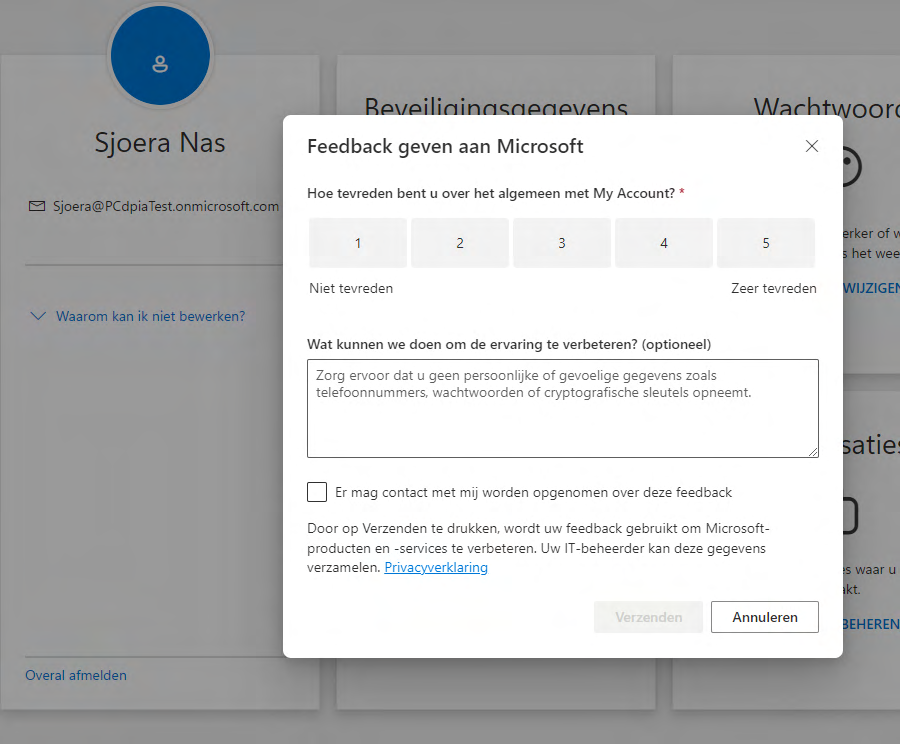 Sjoera Nas
Sjoera@PCdpiaTest.onmicrosoft.com
Waarom kan ik niet bewerken?
Overal afmelden
Beveiligingsgegevens
Feedback geven aan Microsoft
Hoe tevreden bent u over het algemeen met My Account? *
1 2 3 4 5
Niet tevreden Zeer tevreden
Wat kunnen we doen om de ervaring te verbeteren? (optioneel)
Zorg ervoor dat u geen persoonlijke of gevoelige gegevens zoals
telefoonnummers, wachtwoorden of cryptografische sleutels opneemt.
Er mag contact met mij worden opgenomen over deze feedback
Door op Verzenden te drukken, wordt uw feedback gebruikt om Microsoft-
producten en -services te verbeteren. Uw IT-beheerder kan deze gegevens
verzamelen. Privacyverklaring
Verzenden Annuleren
Wachtwoord
erker of w
s het wee
WIJZIGEN
saties
es waar u
akt.
BEHEREN